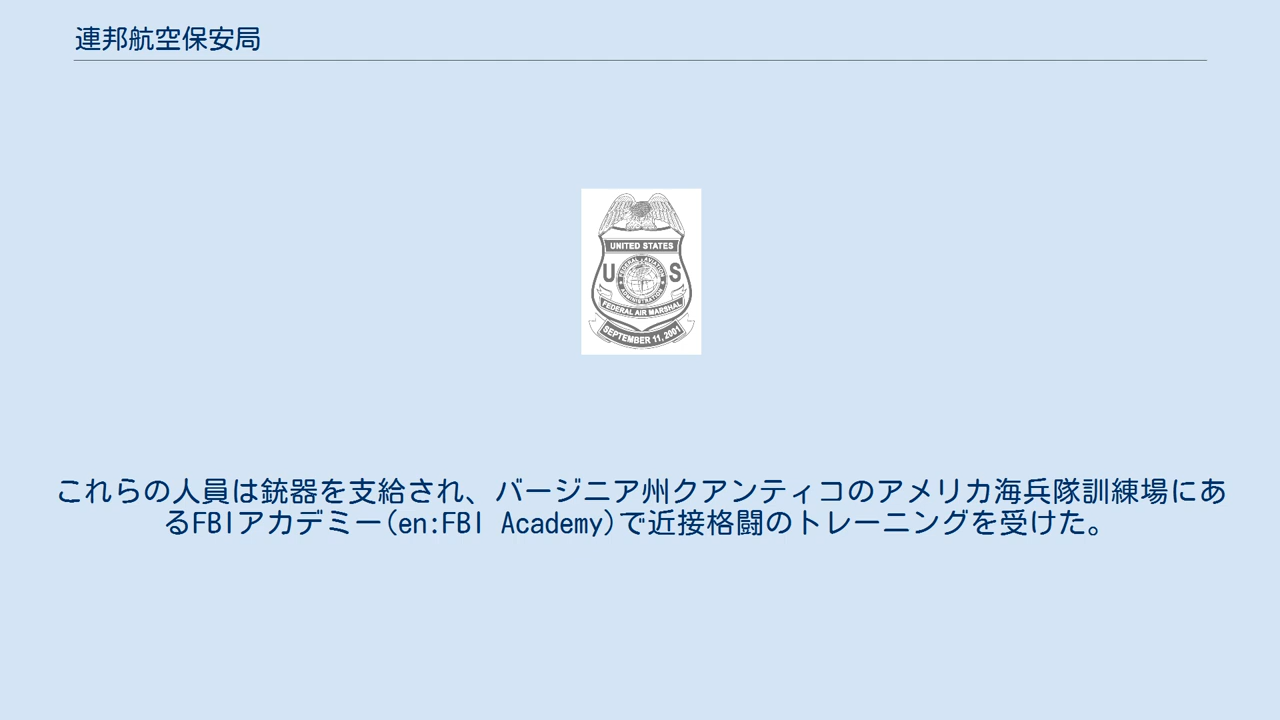 連邦航空保安局
UNITED STATES
U S
FEDERAL AVIATION
ADMINISTRATION
FEDERAL AIR MARSHAL
SEPTEMBER 11, 2001
これらの人員は銃器を支給され、バージニア州クアンティコのアメリカ海兵隊訓練場にあ
るFBIアカデミー(en:FBI Academy)で近接格闘のトレーニングを受けた。